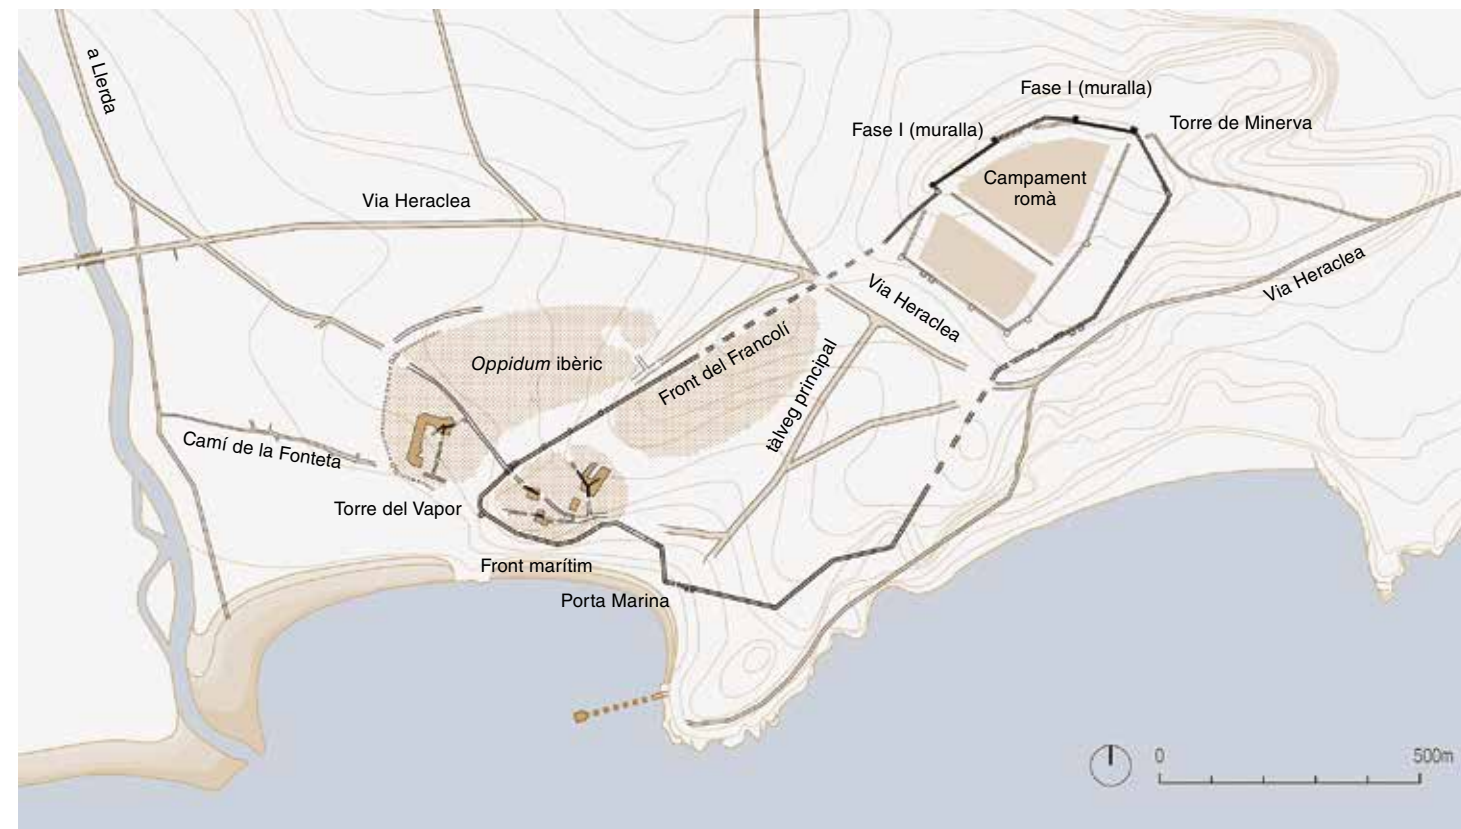 a Llerda
Fase I (muralla)
Fase I (muralla)
Torre de Minerva
Campament
romà
Via Heraclea
Via Heraclea
Via Heraclea
Oppidum ibèric
Front del Francolí
tàlveg principal
Camí de la Fonteta
Torre del Vapor
Front marítim
Porta Marina
0
500m